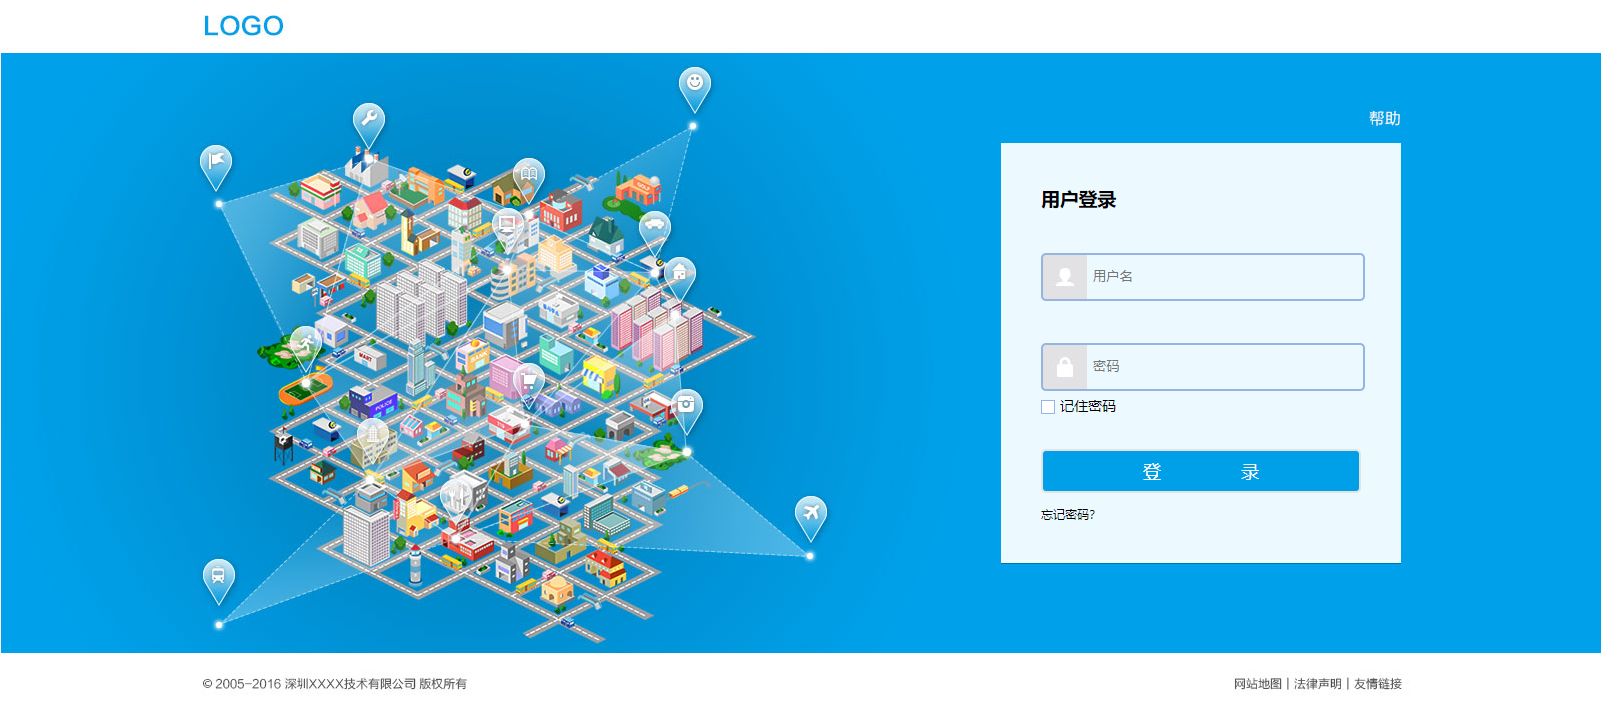 LOGO
帮助
用户登录
用户名
密码
记住密码
登 录
忘记密码?
MART
POLICE
© 2005-2016 深圳XXXX技术有限公司 版权所有
网站地图 | 法律声明 | 友情链接